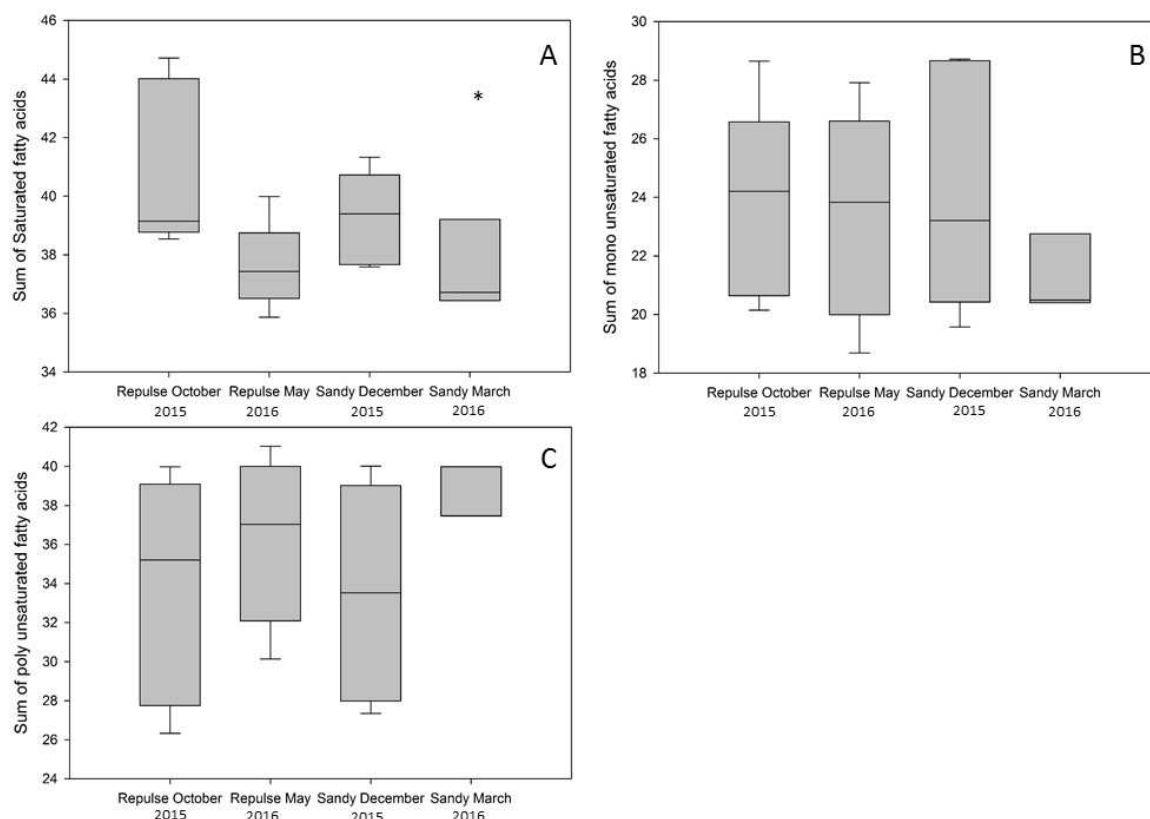 Sum of Saturated fatty acids
46
44
42
40
38
36
34
A
*
Repulse October
2015
Repulse May
2016
Sandy December
2015
Sandy March
2016
Sum of mono unsaturated fatty acids
30
28
26
24
22
20
18
B
Repulse October
2015
Repulse May
2016
Sandy December
2015
Sandy March
2016
Sum of poly unsaturated fatty acids
42
40
38
36
34
32
30
28
26
24
C
Repulse October
2015
Repulse May
2016
Sandy December
2015
Sandy March
2016